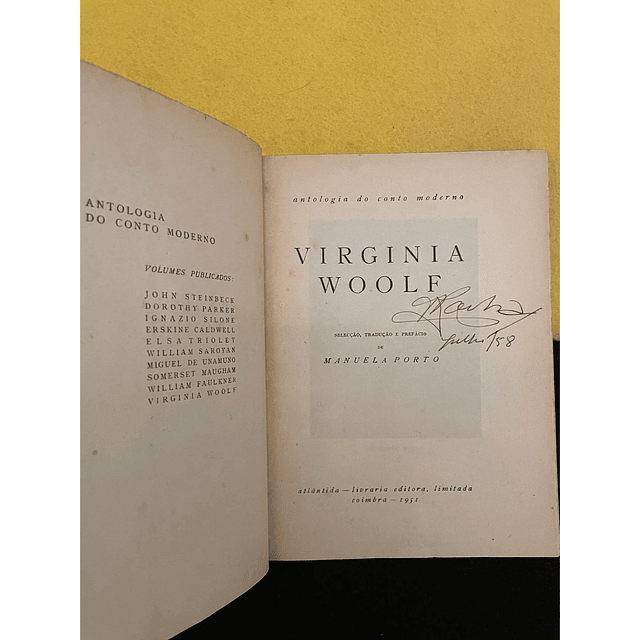 ANTOLOGIA
DO CONTO MODERNO
VOLUMES PUBLICADOS:
JOHN STEINBECK
DOROTHY PARKER
IGNAZIO SILONE
ERSKINE CALDWELL
ELSA TRIOLET
WILLIAM SAROYAN
MIGUEL DE UNAMUNO
SOMERSET MAUGHAM
WILLIAM FAULKNER
VIRGINIA WOOLF
antologia do conto moderno
VIRGINIA
WOOLF
SELECÇÃO, TRADUÇÃO E PREFÁCIO
DE
MANUELA PORTO
Julho/58
atlântida — livraria editora, limitada
coimbra — 1951